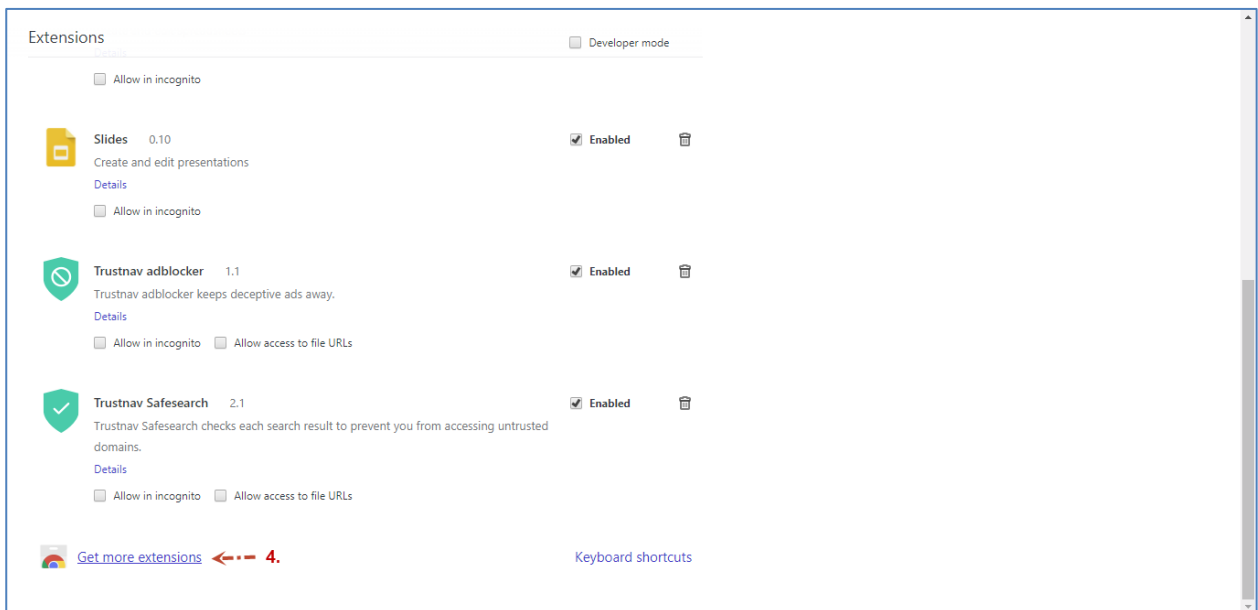 Extensions
Developer mode
Details
Allow in incognito
Slides 0.10
Enabled
Create and edit presentations
Details
Allow in incognito
Trustnav adblocker 1.1
Enabled
Trustnav adblocker keeps deceptive ads away.
Details
Allow in incognito Allow access to file URLs
Trustnav Safesearch 2.1
Enabled
Trustnav Safesearch checks each search result to prevent you from accessing untrusted
domains.
Details
Allow in incognito Allow access to file URLs
Get more extensions 4.
Keyboard shortcuts